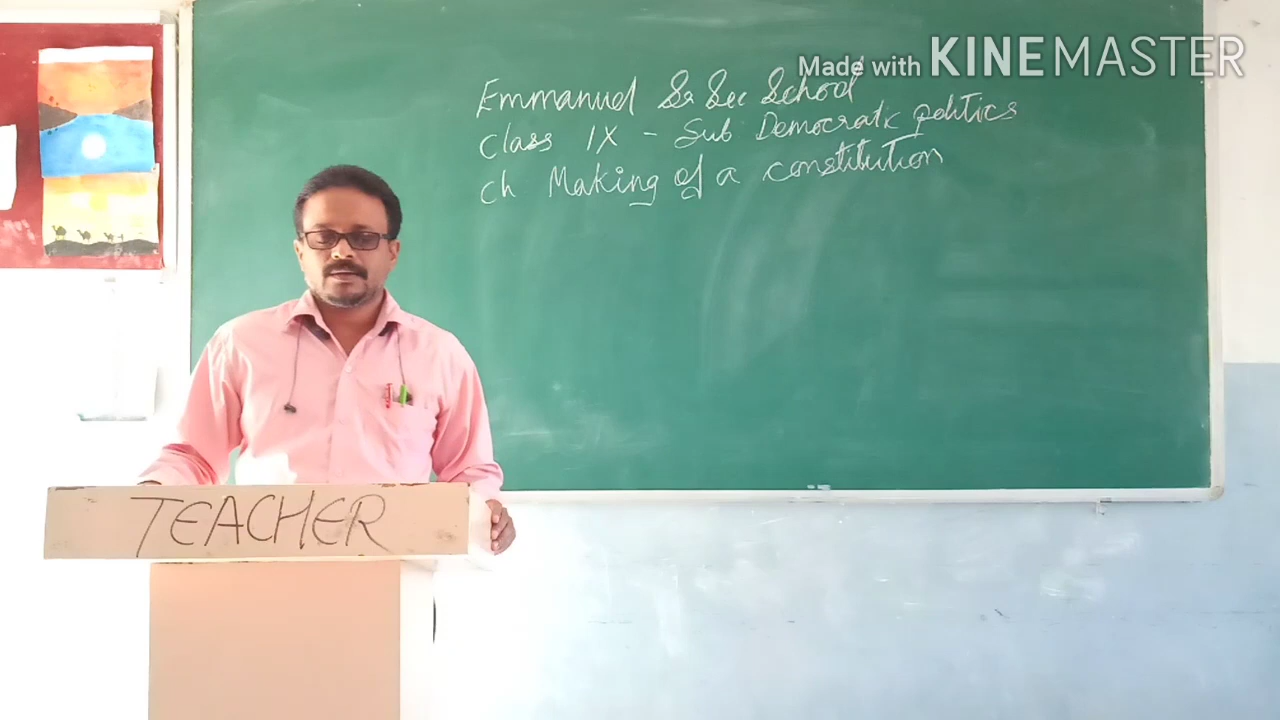 Made with KINEMASTER
Emmanuel Sr Sec School
Class IX - Sub Democratic politics
Ch Making of a constitution
TEACHER